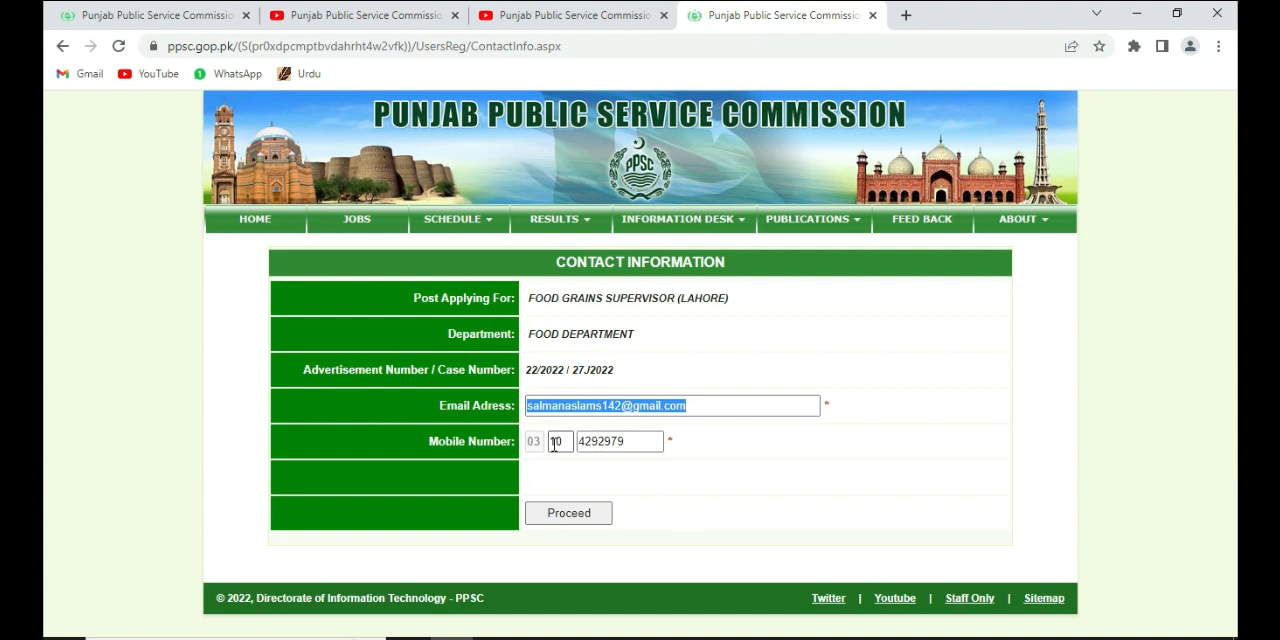 Punjab Public Service Commissio
Punjab Public Service Commissio
Punjab Public Service Commissio
Punjab Public Service Commissio
ppsc.gop.pk/(S(pr0xdpcmptbvdahrht4w2vfk))/UsersReg/ContactInfo.aspx
Gmail YouTube WhatsApp Urdu
PUNJAB PUBLIC SERVICE COMMISSION
PPSC
HOME JOBS SCHEDULE RESULTS INFORMATION DESK PUBLICATIONS FEED BACK ABOUT
CONTACT INFORMATION
Post Applying For: FOOD GRAINS SUPERVISOR (LAHORE)
Department: FOOD DEPARTMENT
Advertisement Number / Case Number: 22/2022 / 27J2022
Email Adress: salmanaslams142@gmail.com *
Mobile Number: 03 10 4292979 *
Proceed
© 2022, Directorate of Information Technology - PPSC Twitter | Youtube | Staff Only | Sitemap